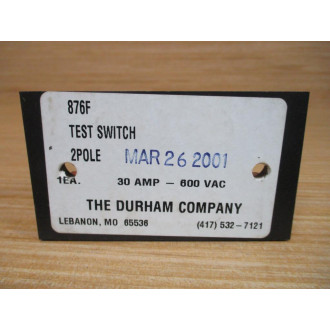 876F
TEST SWITCH
2POLE MAR 26 2001
1EA. 30 AMP – 600 VAC
THE DURHAM COMPANY
LEBANON, MO 65536 (417) 532-7121